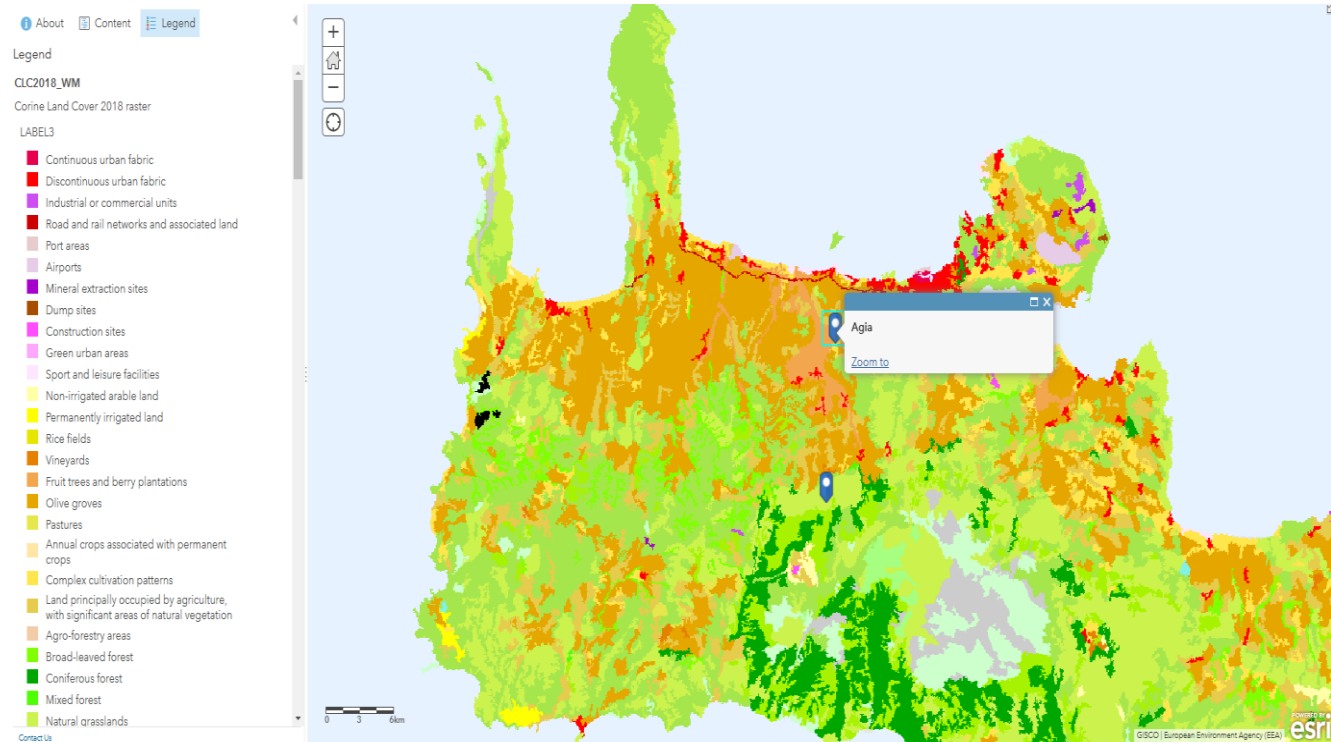 About Content Legend
Legend
CLC2018_WM
Corine Land Cover 2018 raster
LABEL3
Continuous urban fabric
Discontinuous urban fabric
Industrial or commercial units
Road and rail networks and associated land
Port areas
Airports
Mineral extraction sites
Dump sites
Construction sites
Green urban areas
Sport and leisure facilities
Non-irrigated arable land
Permanently irrigated land
Rice fields
Vineyards
Fruit trees and berry plantations
Olive groves
Pastures
Annual crops associated with permanent
crops
Complex cultivation patterns
Land principally occupied by agriculture,
with significant areas of natural vegetation
Agro-forestry areas
Broad-leaved forest
Coniferous forest
Mixed forest
Natural grasslands
Contact Us
Agia
Zoom to
0 3 6km
GISCO | European Environment Agency (EEA)
POWERED BY
esri